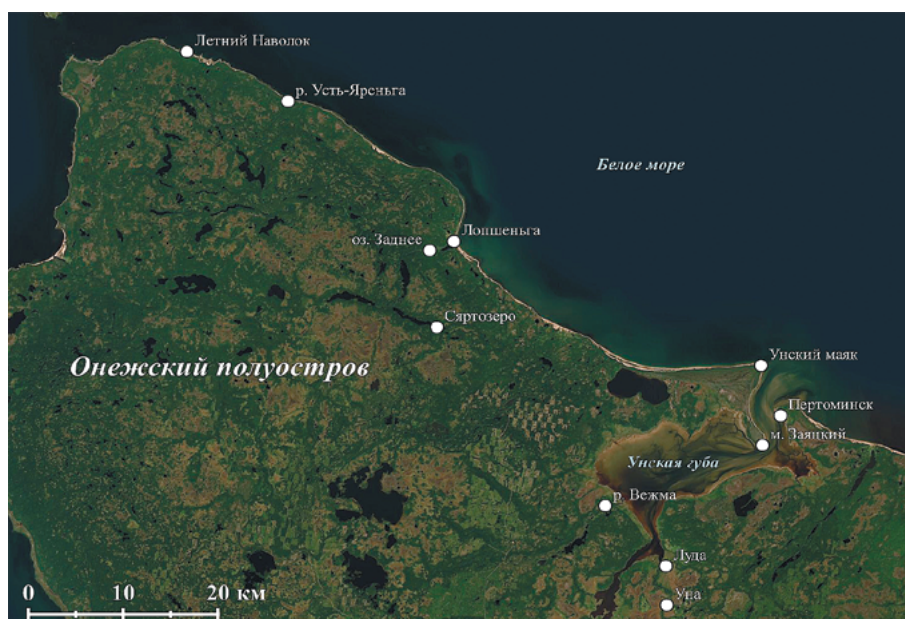 Летний Наволок
р. Усть-Яреньга
Белое море
Лопшеньга
оз. Заднее
Сяртозеро
Унский маяк
Онежский полуостров
Пертоминск
м. Заяцкий
Унская губа
р. Вежма
Луда
Уна
0 10 20 км